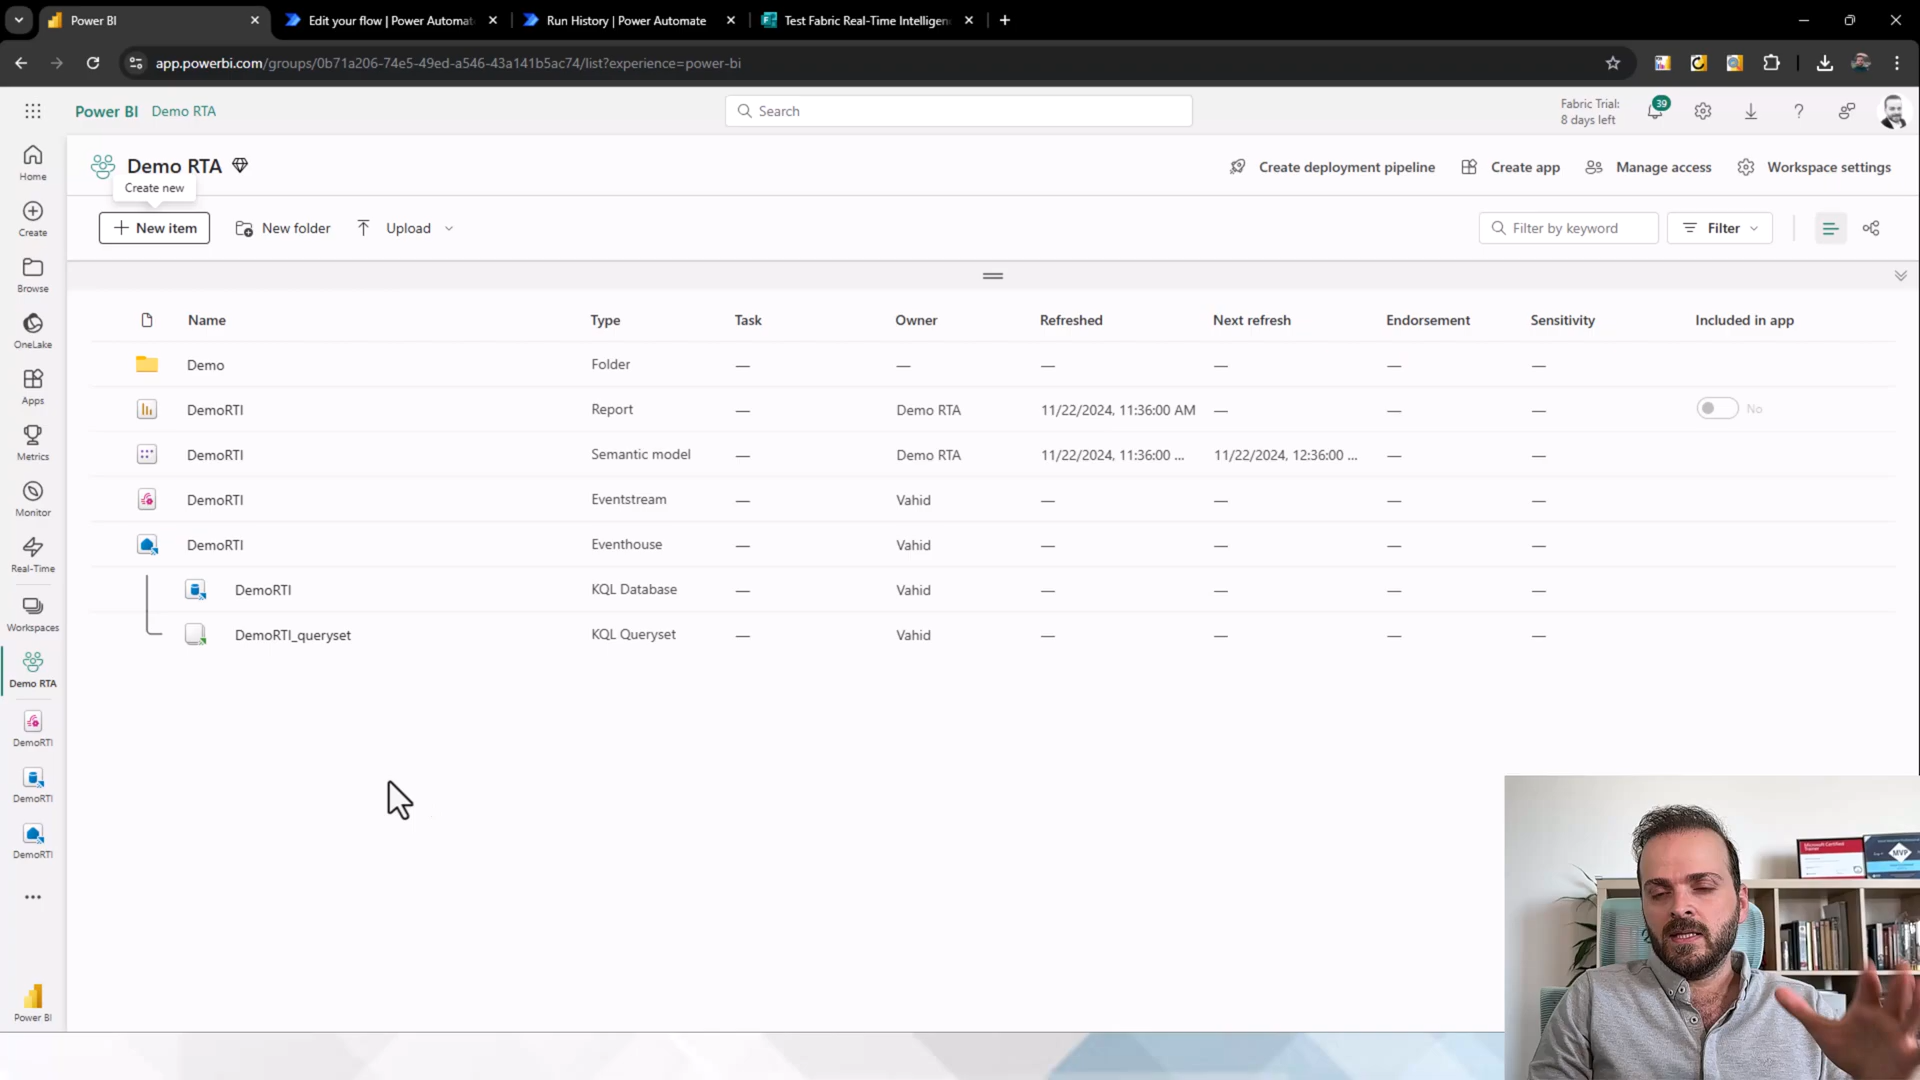 Power BI
Edit your flow | Power Automat
Run History | Power Automate
Test Fabric Real-Time Intelligen
app.powerbi.com/groups/0b71a206-74e5-49ed-a546-43a141b5ac74/list?experience=power-bi
Power BI Demo RTA
Search
Fabric Trial:
8 days left
39
Home
Create
Browse
OneLake
Apps
Metrics
Monitor
Real-Time
Workspaces
Demo RTA
DemoRTI
DemoRTI
DemoRTI
Power BI
Demo RTA
Create new
Create deployment pipeline
Create app
Manage access
Workspace settings
New item
New folder
Upload
Filter by keyword
Filter
Name Type Task Owner Refreshed Next refresh Endorsement Sensitivity Included in app
Demo Folder — — — — — —
DemoRTI Report — Demo RTA 11/22/2024, 11:36:00 AM — — — No
DemoRTI Semantic model — Demo RTA 11/22/2024, 11:36:00 ... 11/22/2024, 12:36:00 ... — —
DemoRTI Eventstream — Vahid — — — —
DemoRTI Eventhouse — Vahid — — — —
DemoRTI KQL Database — Vahid — — — —
DemoRTI_queryset KQL Queryset — Vahid — — — —
Microsoft Certified
Trainer
MVP